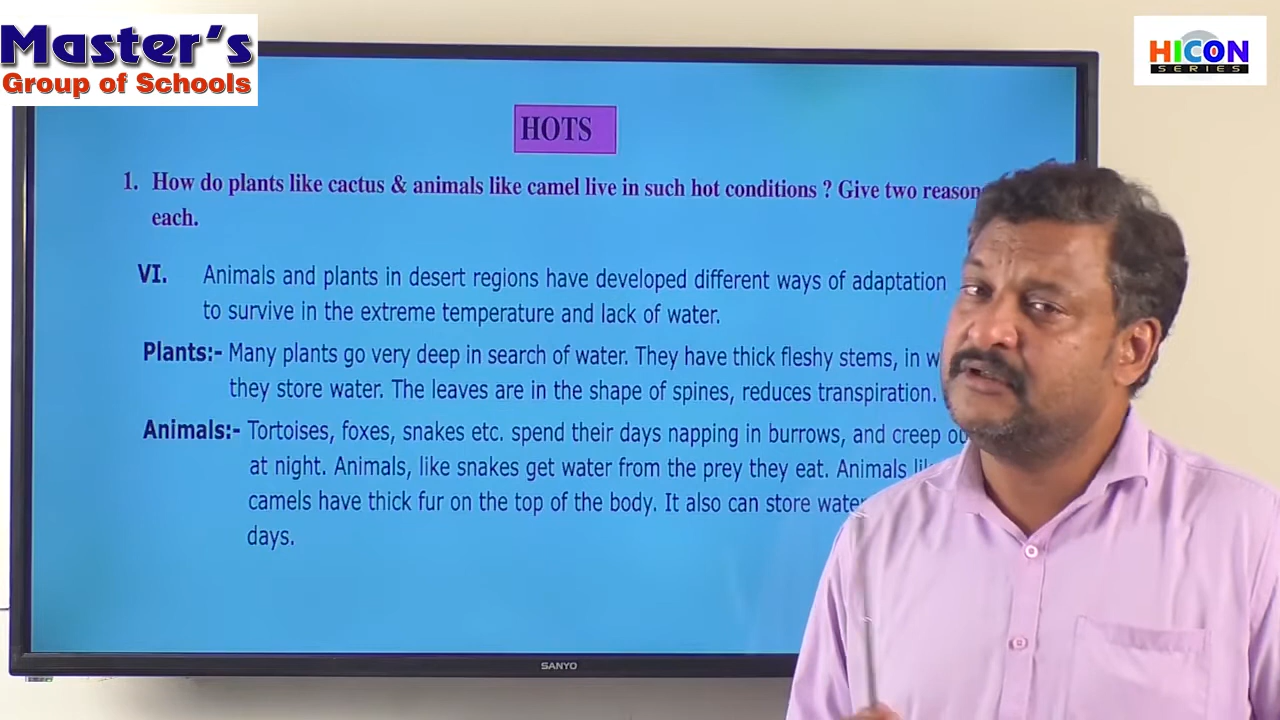 Master's
Group of Schools
HICON
SERIES
HOTS
1. How do plants like cactus & animals like camel live in such hot conditions ? Give two reason
each.
VI. Animals and plants in desert regions have developed different ways of adaptation
to survive in the extreme temperature and lack of water.
Plants:- Many plants go very deep in search of water. They have thick fleshy stems, in
they store water. The leaves are in the shape of spines, reduces transpiration.
Animals:- Tortoises, foxes, snakes etc. spend their days napping in burrows, and creep
at night. Animals, like snakes get water from the prey they eat. Animals
camels have thick fur on the top of the body. It also can store water
days.
SANYO